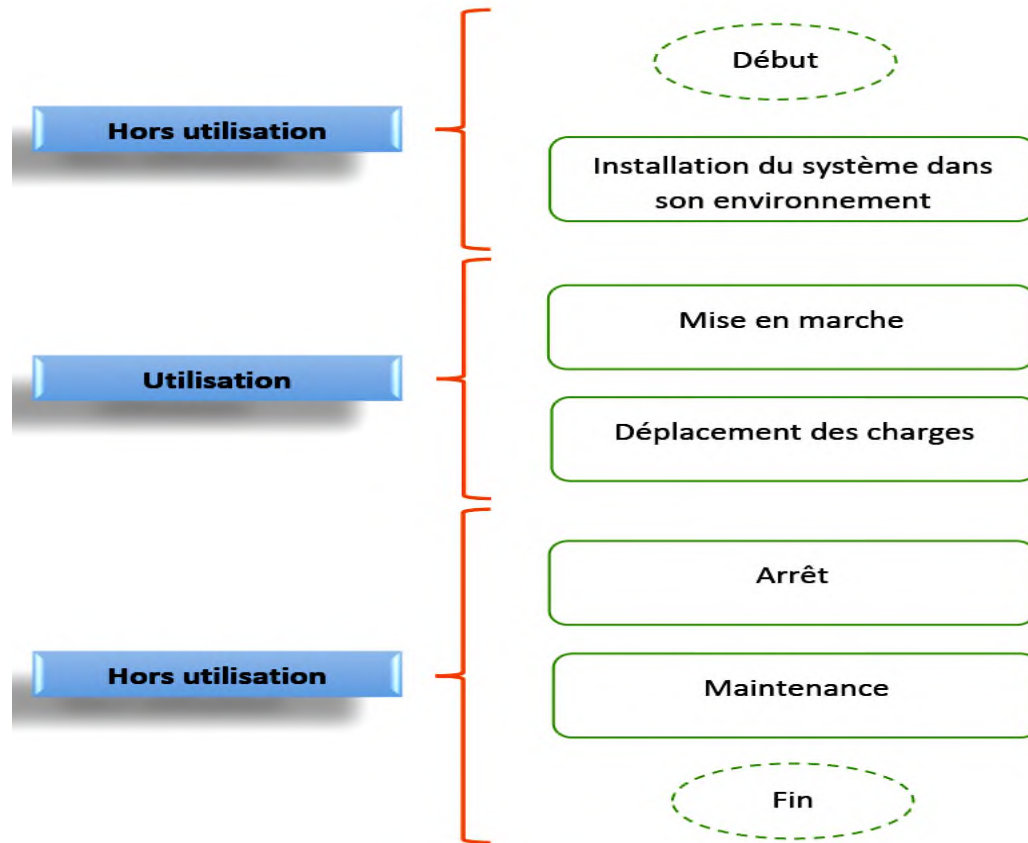 Début
Hors utilisation
Installation du système dans
son environnement
Mise en marche
Utilisation
Déplacement des charges
Arrêt
Hors utilisation
Maintenance
Fin